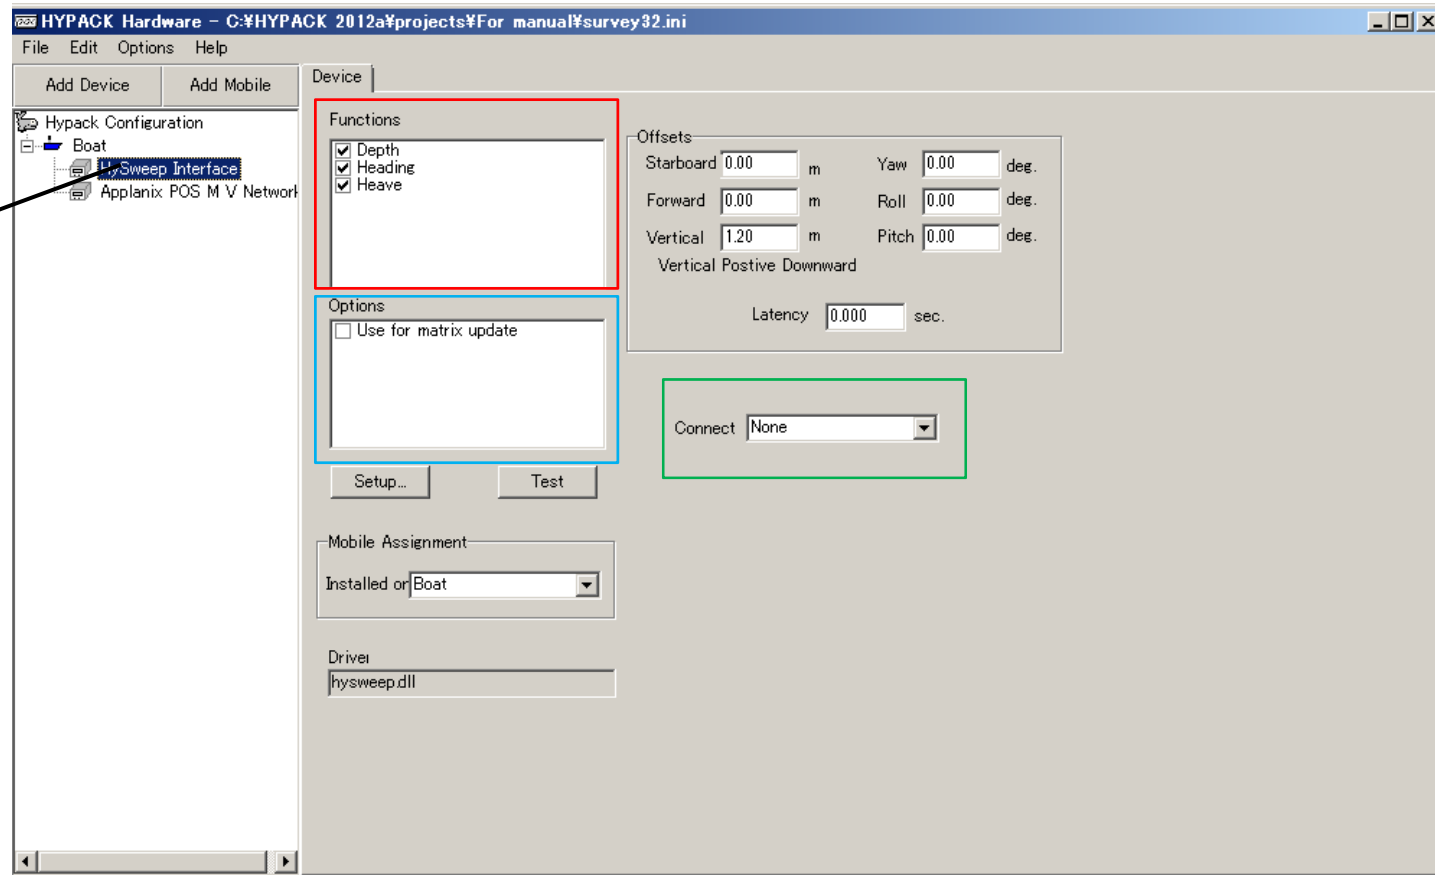 HYPACK Hardware - C:¥HYPACK 2012a¥projects¥For manual¥survey32.ini
File Edit Options Help
Add Device Add Mobile
Device
Hypack Configuration
Boat
HySweep Interface
Applanix POS M V Network
Functions
Depth
Heading
Heave
Options
Use for matrix update
Setup... Test
Mobile Assignment
Installed or Boat
Driver
hysweep.dll
Offsets
Starboard 0.00 m Yaw 0.00 deg.
Forward 0.00 m Roll 0.00 deg.
Vertical 1.20 m Pitch 0.00 deg.
Vertical Postive Downward
Latency 0.000 sec.
Connect None